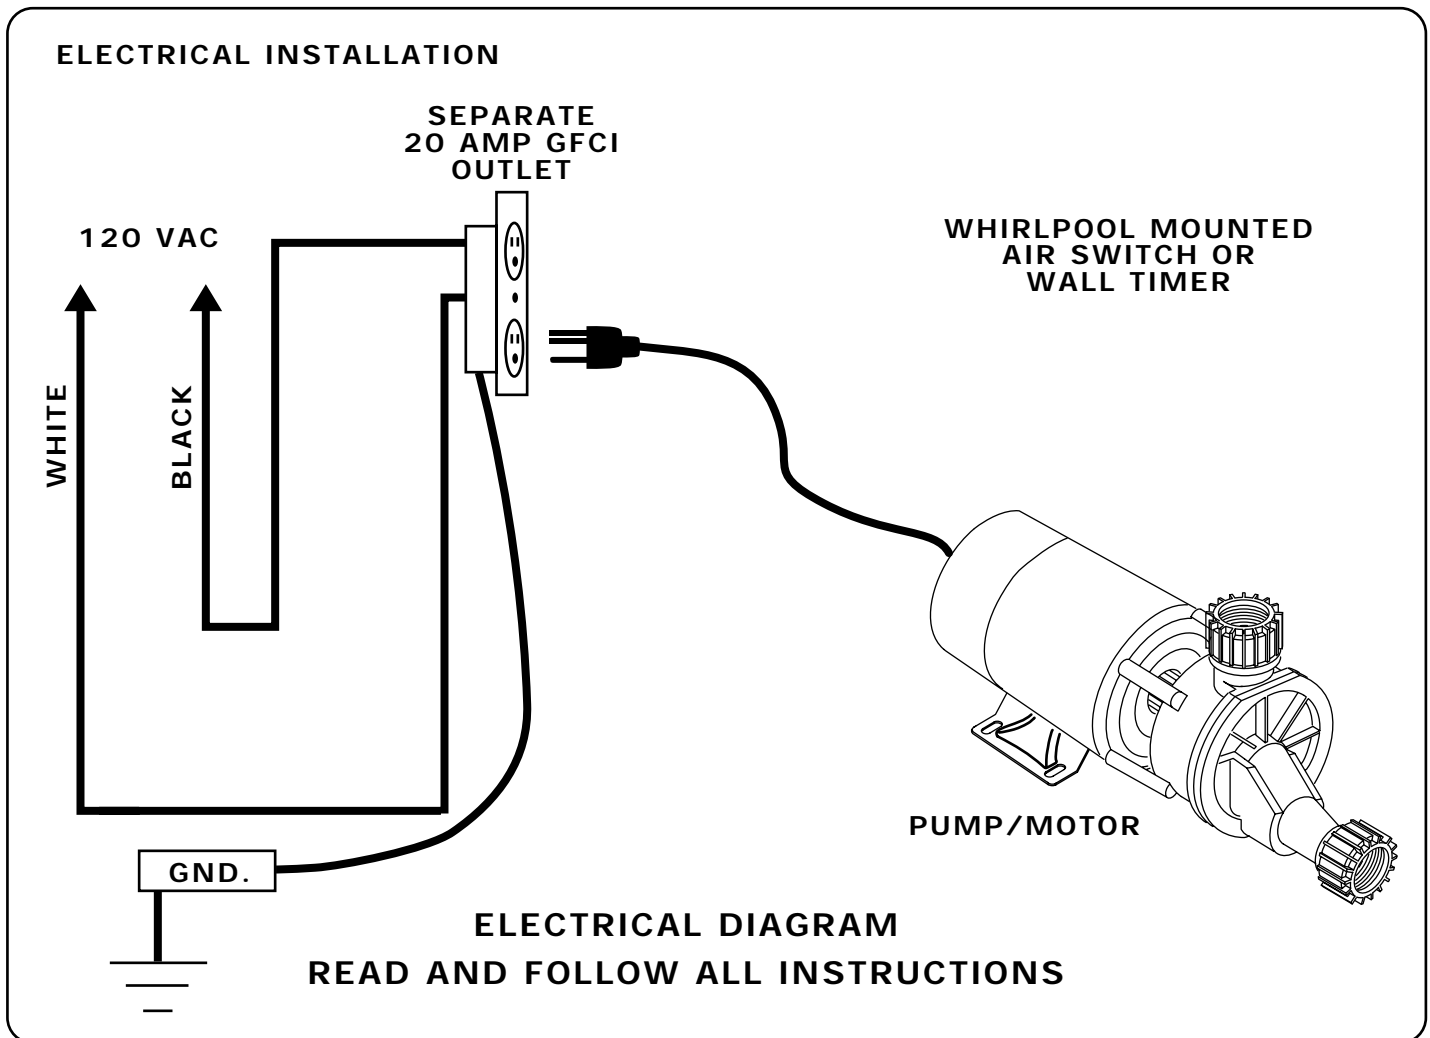 ELECTRICAL INSTALLATION
SEPARATE
20 AMP GFCI
OUTLET
120 VAC
WHIRLPOOL MOUNTED
AIR SWITCH OR
WALL TIMER
WHITE
BLACK
PUMP/MOTOR
GND.
ELECTRICAL DIAGRAM
READ AND FOLLOW ALL INSTRUCTIONS